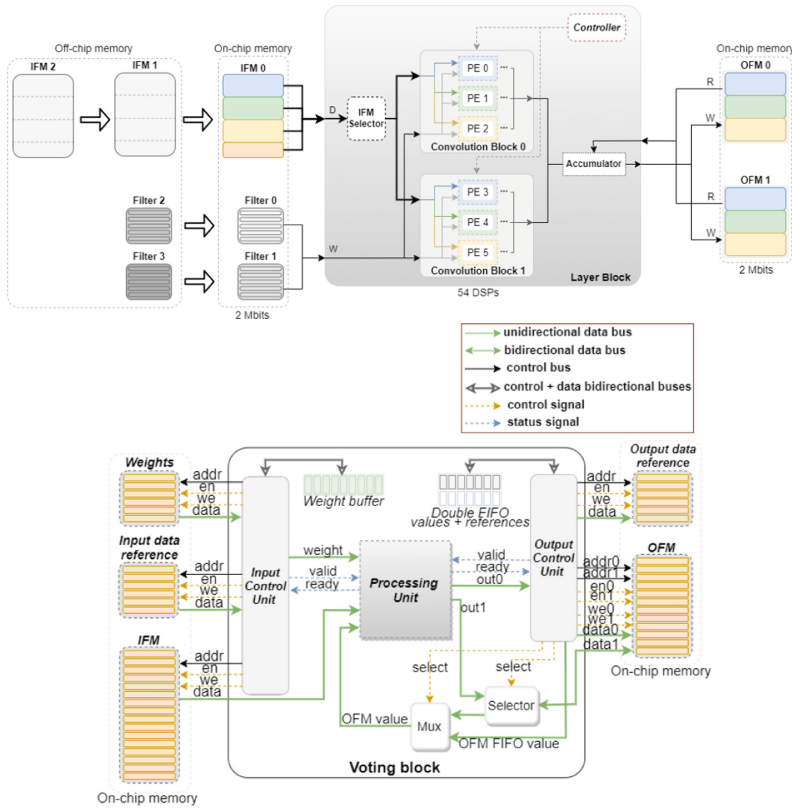 Off-chip memory
IFM 2
IFM 1
On-chip memory
IFM 0
Filter 2
Filter 0
Filter 3
Filter 1
2 Mbits
D
W
IFM
Selector
Controller
PE 0
...
PE 1
...
PE 2
...
Convolution Block 0
PE 3
...
PE 4
...
PE 5
...
Convolution Block 1
Accumulator
Layer Block
54 DSPs
On-chip memory
OFM 0
R
W
OFM 1
R
W
2 Mbits
unidirectional data bus
bidirectional data bus
control bus
control + data bidirectional buses
control signal
status signal
Weights
addr
en
we
data
Input data
reference
addr
en
we
data
IFM
addr
en
we
data
On-chip memory
Input
Control
Unit
Weight buffer
Double FIFO
values + references
weight
valid
ready
Processing
Unit
valid
ready
out0
out1
Output
Control
Unit
select
select
Selector
Mux
OFM value
OFM FIFO value
Voting block
Output data
reference
addr
en
we
data
OFM
addr0
addr1
en0
en1
we0
we1
data0
data1
On-chip memory